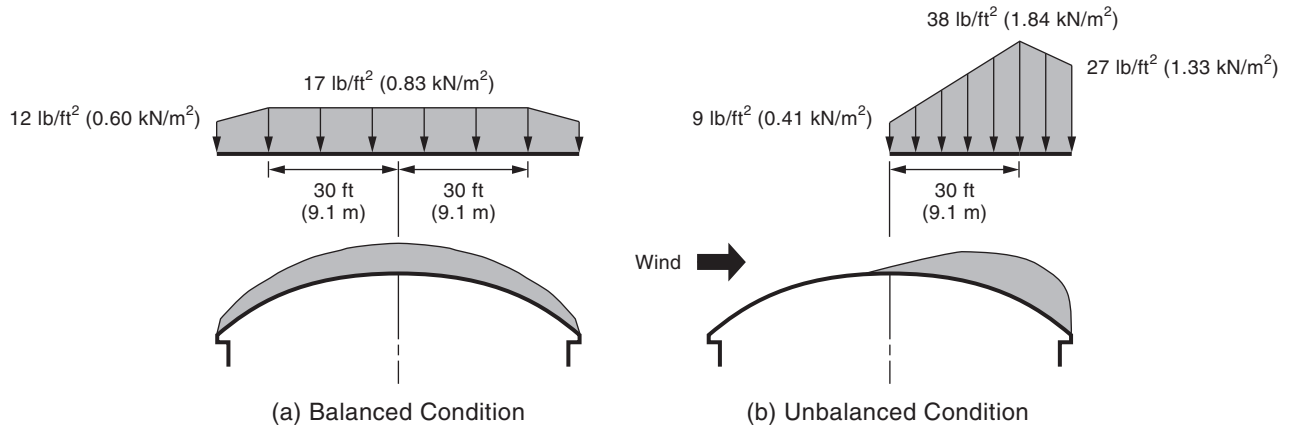 17 lb/ft² (0.83 kN/m²)
12 lb/ft² (0.60 kN/m²)
30 ft
(9.1 m)
30 ft
(9.1 m)
(a) Balanced Condition
38 lb/ft² (1.84 kN/m²)
27 lb/ft² (1.33 kN/m²)
9 lb/ft² (0.41 kN/m²)
30 ft
(9.1 m)
Wind
(b) Unbalanced Condition